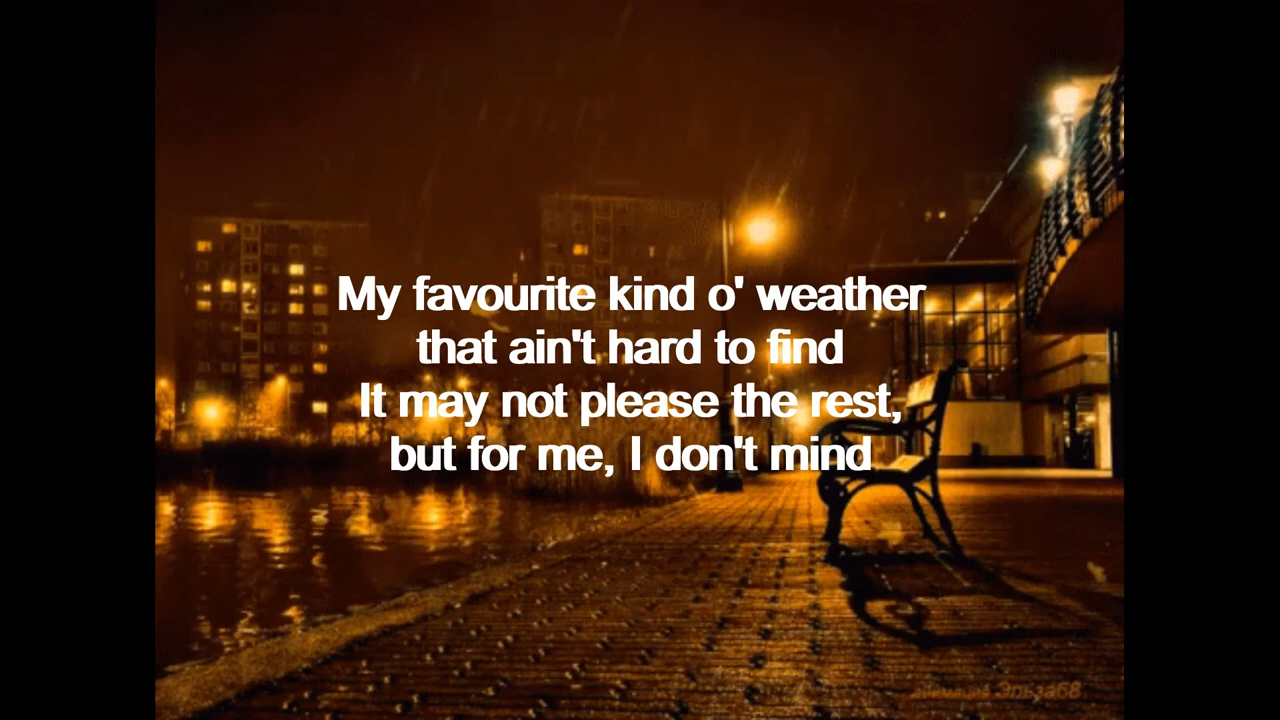 My favourite kind o' weather
that ain't hard to find
It may not please the rest,
but for me, I don't mind
Эльза68